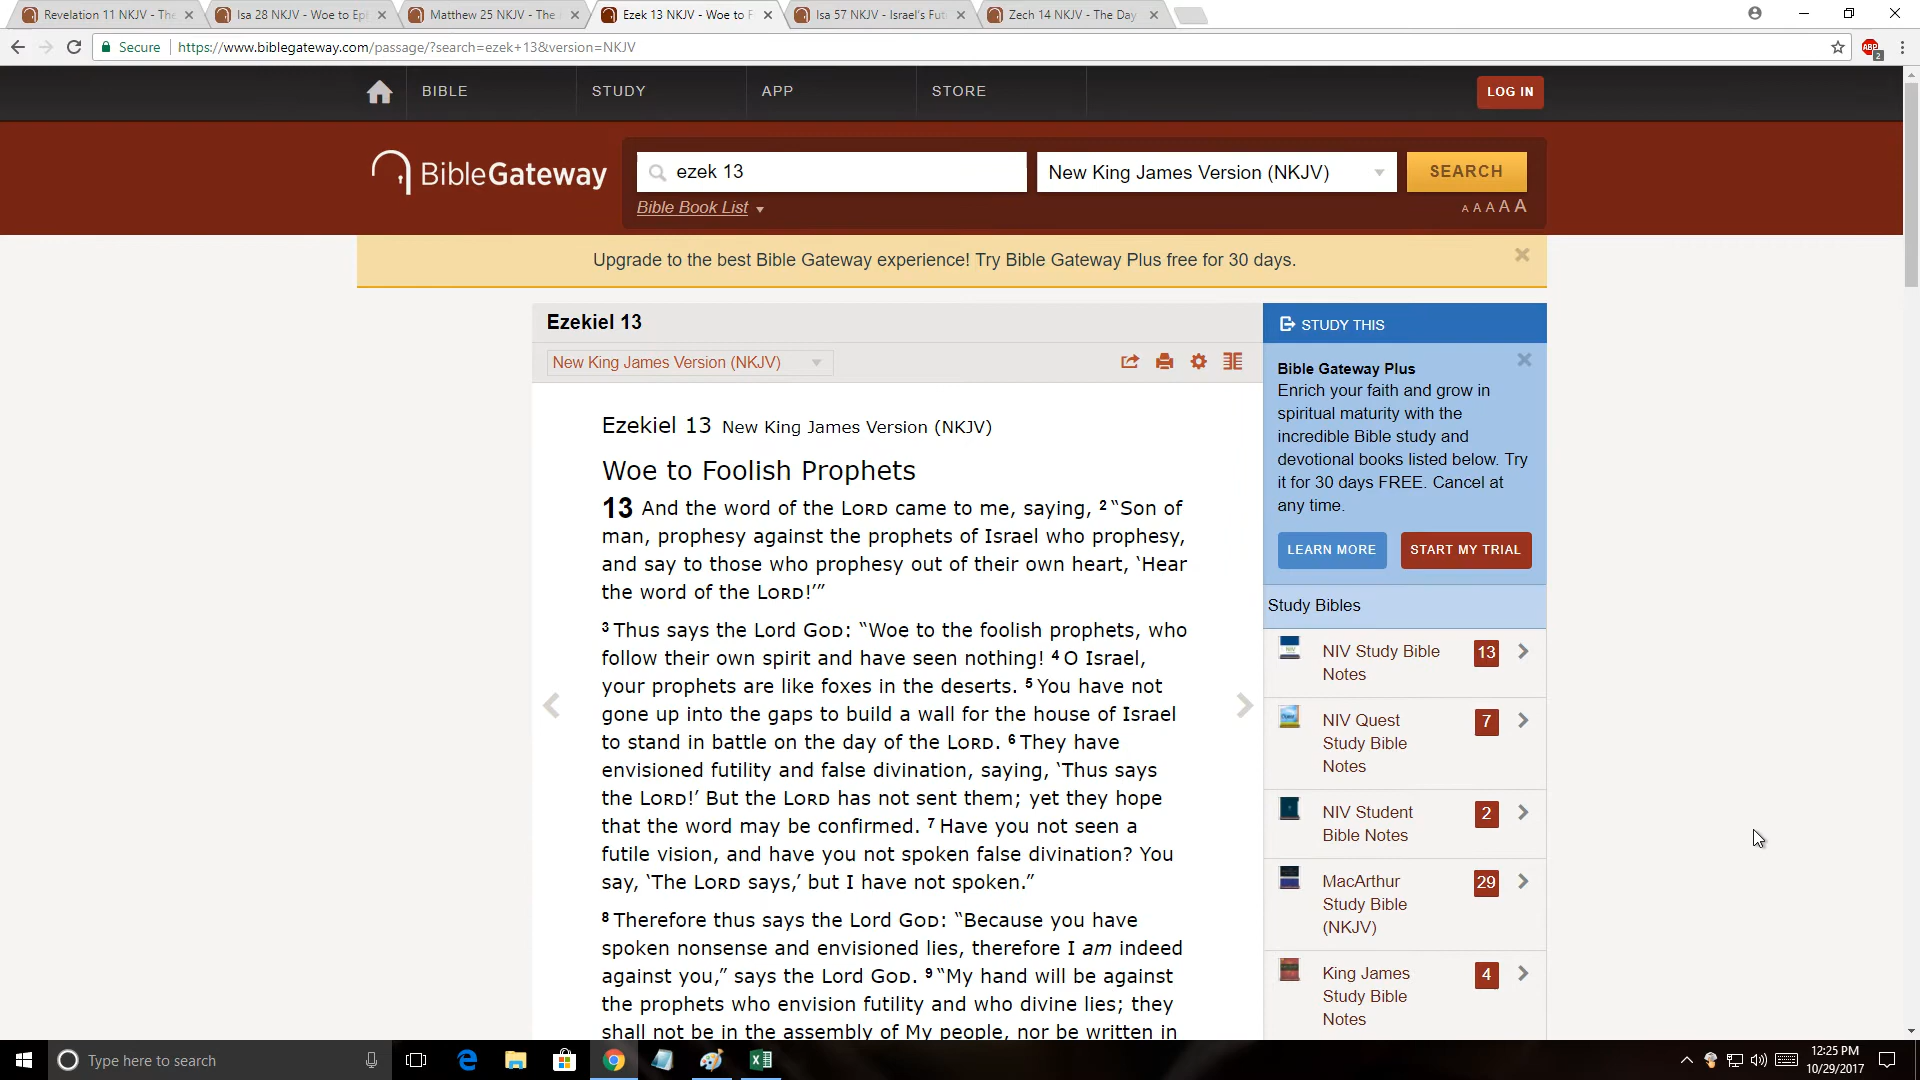 Revelation 11 NKJV - The
Isa 28 NKJV - Woe to Ep
Matthew 25 NKJV - The
Ezek 13 NKJV - Woe to F
Isa 57 NKJV - Israel's Fut
Zech 14 NKJV - The Day
Secure
https://www.biblegateway.com/passage/?search=ezek+13&version=NKJV
ABP
2
BIBLE
STUDY
APP
STORE
LOG IN
BibleGateway
ezek 13
New King James Version (NKJV)
SEARCH
Bible Book List
A A A A A
Upgrade to the best Bible Gateway experience! Try Bible Gateway Plus free for 30 days.
Ezekiel 13
New King James Version (NKJV)
Ezekiel 13 New King James Version (NKJV)
Woe to Foolish Prophets
13 And the word of the LORD came to me, saying, 2 “Son of
man, prophesy against the prophets of Israel who prophesy,
and say to those who prophesy out of their own heart, ‘Hear
the word of the LORD!’”
3 Thus says the Lord GOD: “Woe to the foolish prophets, who
follow their own spirit and have seen nothing! 4 O Israel,
your prophets are like foxes in the deserts. 5 You have not
gone up into the gaps to build a wall for the house of Israel
to stand in battle on the day of the LORD. 6 They have
envisioned futility and false divination, saying, ‘Thus says
the LORD!’ But the LORD has not sent them; yet they hope
that the word may be confirmed. 7 Have you not seen a
futile vision, and have you not spoken false divination? You
say, ‘The LORD says,’ but I have not spoken.”
8 Therefore thus says the Lord GOD: “Because you have
spoken nonsense and envisioned lies, therefore I am indeed
against you,” says the Lord GOD. 9 “My hand will be against
the prophets who envision futility and who divine lies; they
shall not be in the assembly of My people, nor be written in
STUDY THIS
Bible Gateway Plus
Enrich your faith and grow in
spiritual maturity with the
incredible Bible study and
devotional books listed below. Try
it for 30 days FREE. Cancel at
any time.
LEARN MORE
START MY TRIAL
Study Bibles
NIV Study Bible
Notes
13
NIV Quest
Study Bible
Notes
7
NIV Student
Bible Notes
2
MacArthur
Study Bible
(NKJV)
29
King James
Study Bible
Notes
4
Type here to search
12:25 PM
10/29/2017